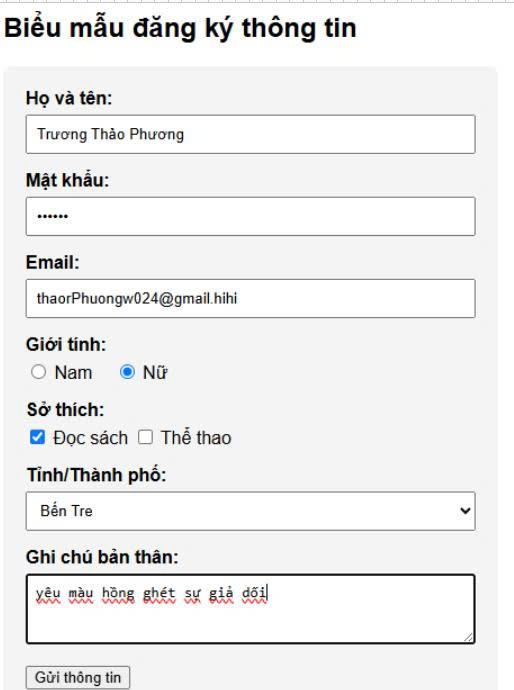 Biểu mẫu đăng ký thông tin
Họ và tên:
Trương Thảo Phương
Mật khẩu:
••••••
Email:
thaorPhuongw024@gmail.hihi
Giới tính:
Nam Nữ
Sở thích:
Đọc sách Thể thao
Tỉnh/Thành phố:
Bến Tre
Ghi chú bản thân:
yêu màu hồng ghét sự giả dối
Gửi thông tin